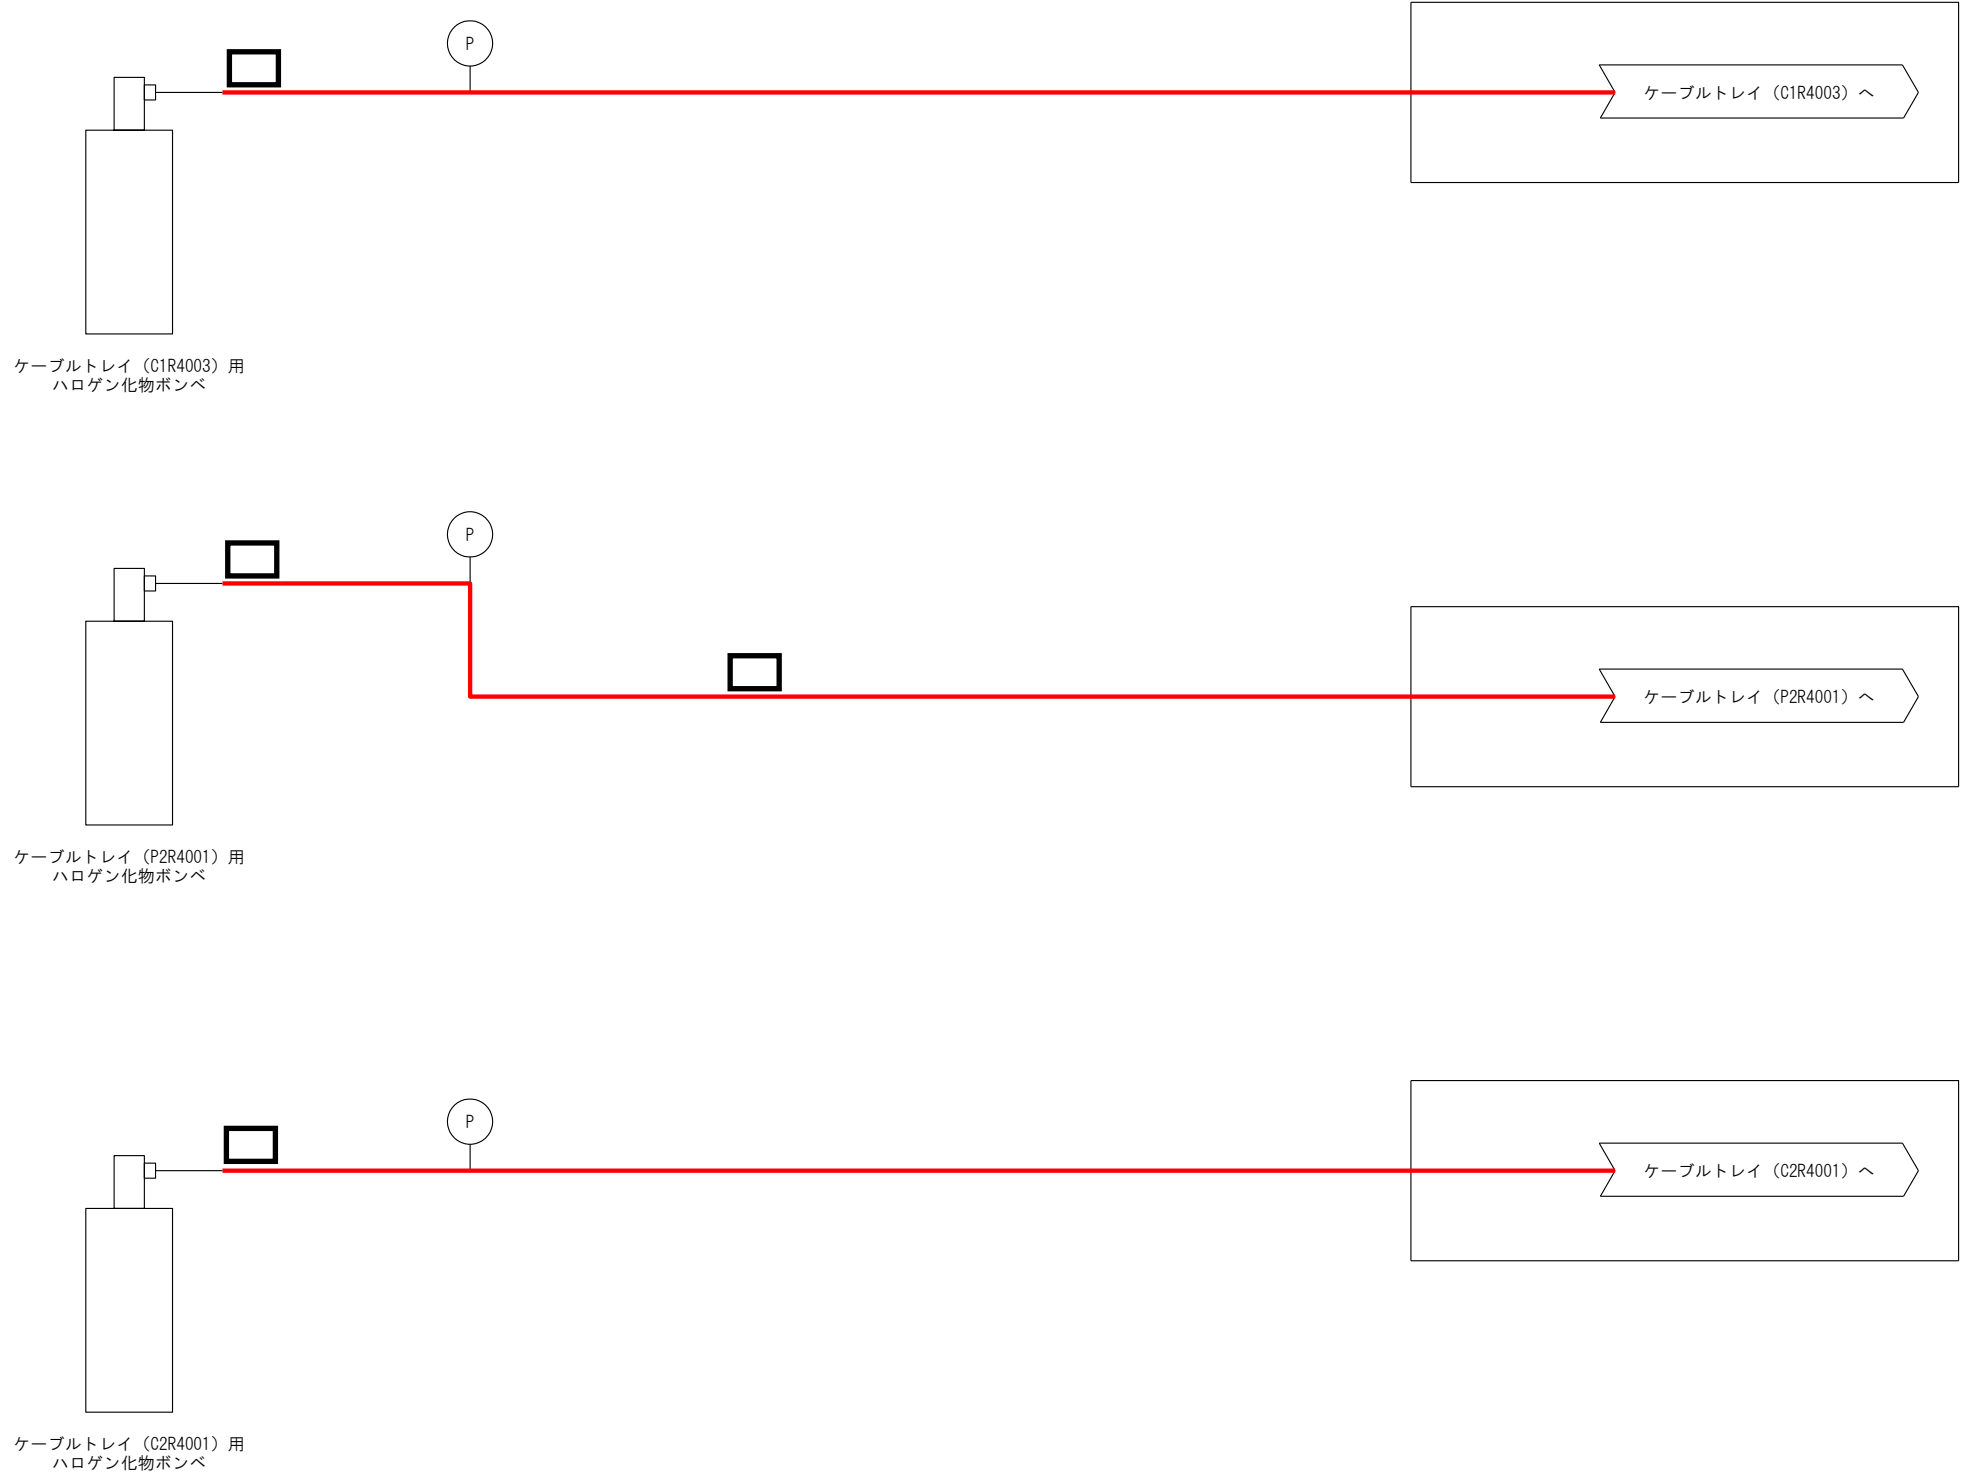 P
ケーブルトレイ（C1R4003）へ
ケーブルトレイ（C1R4003）用
ハロゲン化物ボンベ
P
ケーブルトレイ（P2R4001）へ
ケーブルトレイ（P2R4001）用
ハロゲン化物ボンベ
P
ケーブルトレイ（C2R4001）へ
ケーブルトレイ（C2R4001）用
ハロゲン化物ボンベ